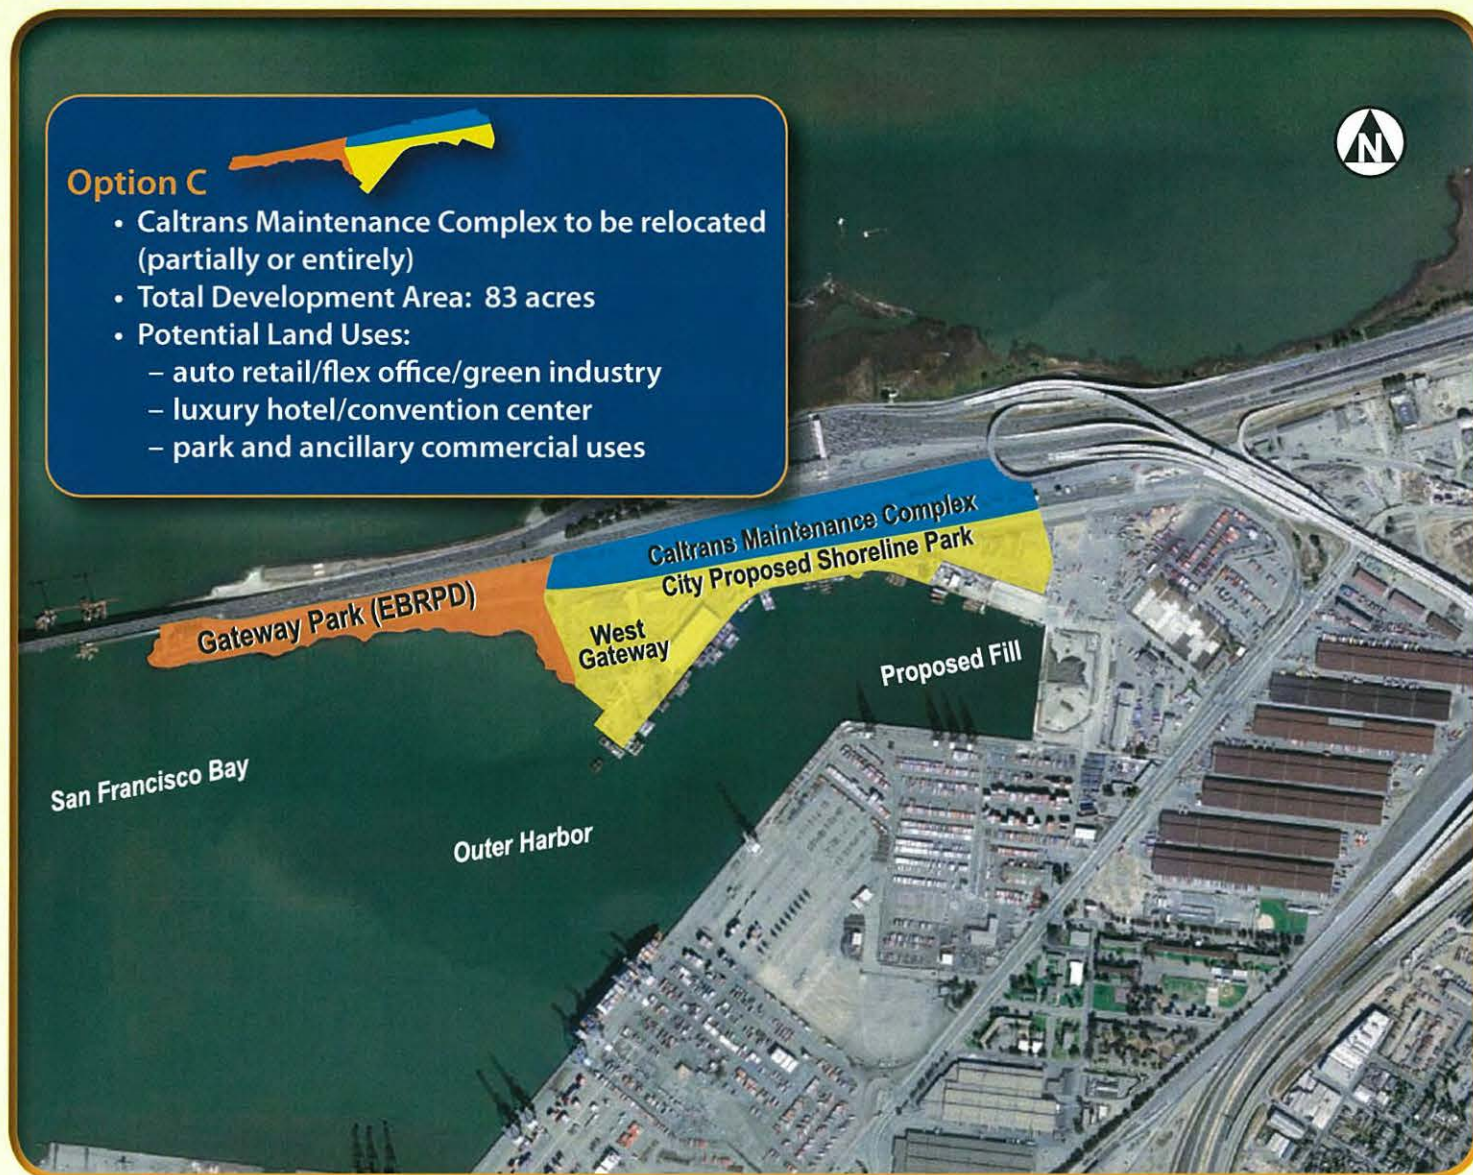 Option C
• Caltrans Maintenance Complex to be relocated
(partially or entirely)
• Total Development Area: 83 acres
• Potential Land Uses:
– auto retail/flex office/green industry
– luxury hotel/convention center
– park and ancillary commercial uses
N
Caltrans Maintenance Complex
City Proposed Shoreline Park
Gateway Park (EBRPD)
West
Gateway
Proposed Fill
San Francisco Bay
Outer Harbor